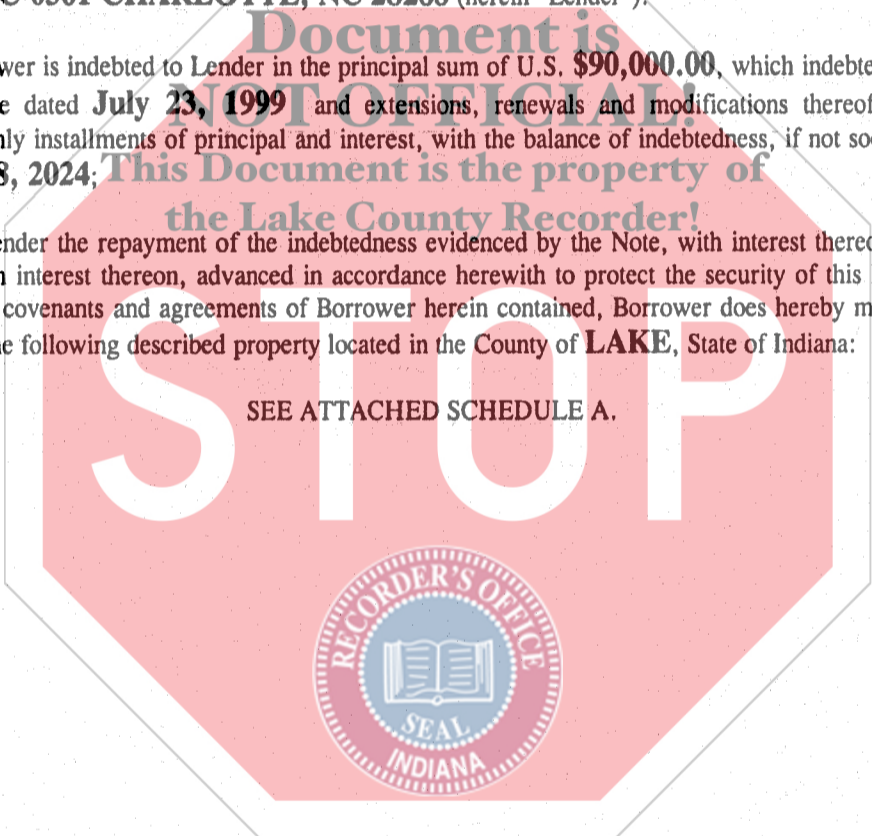 CHARLOTTE, NC
Document is
wer is indebted to Lender in the principal sum of U.S. $90,000.00, which indebte
e dated July 23, 1999 and extensions, renewals and modifications thereof
NOT OFFICIAL!
ly installments of principal and interest, with the balance of indebtedness, if not so
8, 2024;
This Document is the property of
the Lake County Recorder!
ender the repayment of the indebtedness evidenced by the Note, with interest there
interest thereon, advanced in accordance herewith to protect the security of this
covenants and agreements of Borrower herein contained, Borrower does hereby m
e following described property located in the County of LAKE, State of Indiana:
SEE ATTACHED SCHEDULE A.
STOP
RECORDER'S OFFICE
SEAL
INDIANA